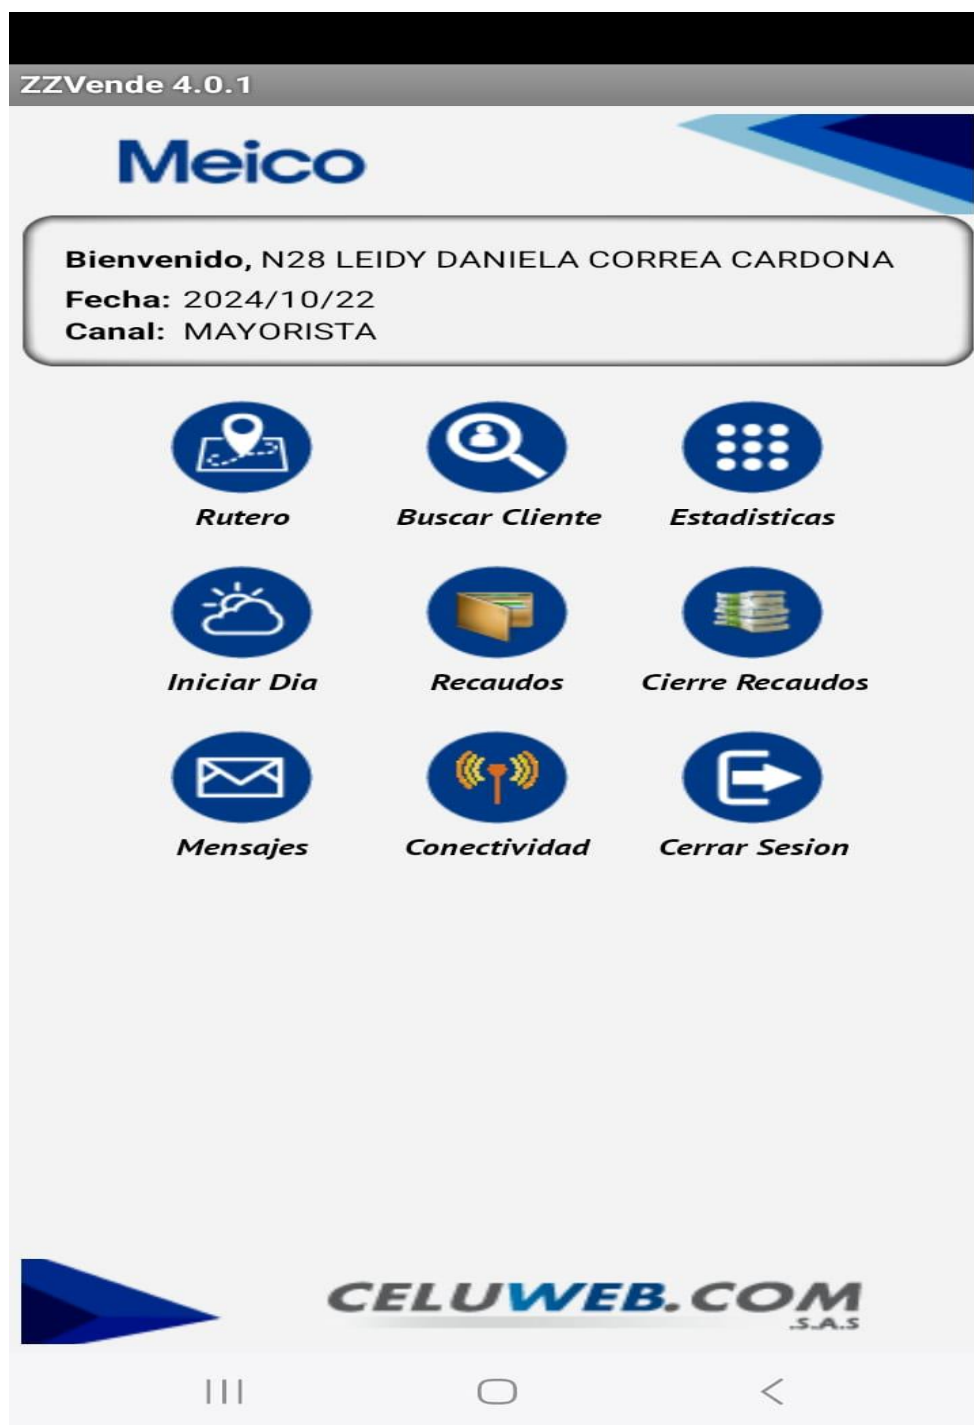 ZZVende 4.0.1
Meico
Bienvenido, N28 LEIDY DANIELA CORREA CARDONA
Fecha: 2024/10/22
Canal: MAYORISTA
Rutero Buscar Cliente Estadisticas
Iniciar Dia Recaudos Cierre Recaudos
Mensajes Conectividad Cerrar Sesion
CELUWEB.COM
.S.A.S